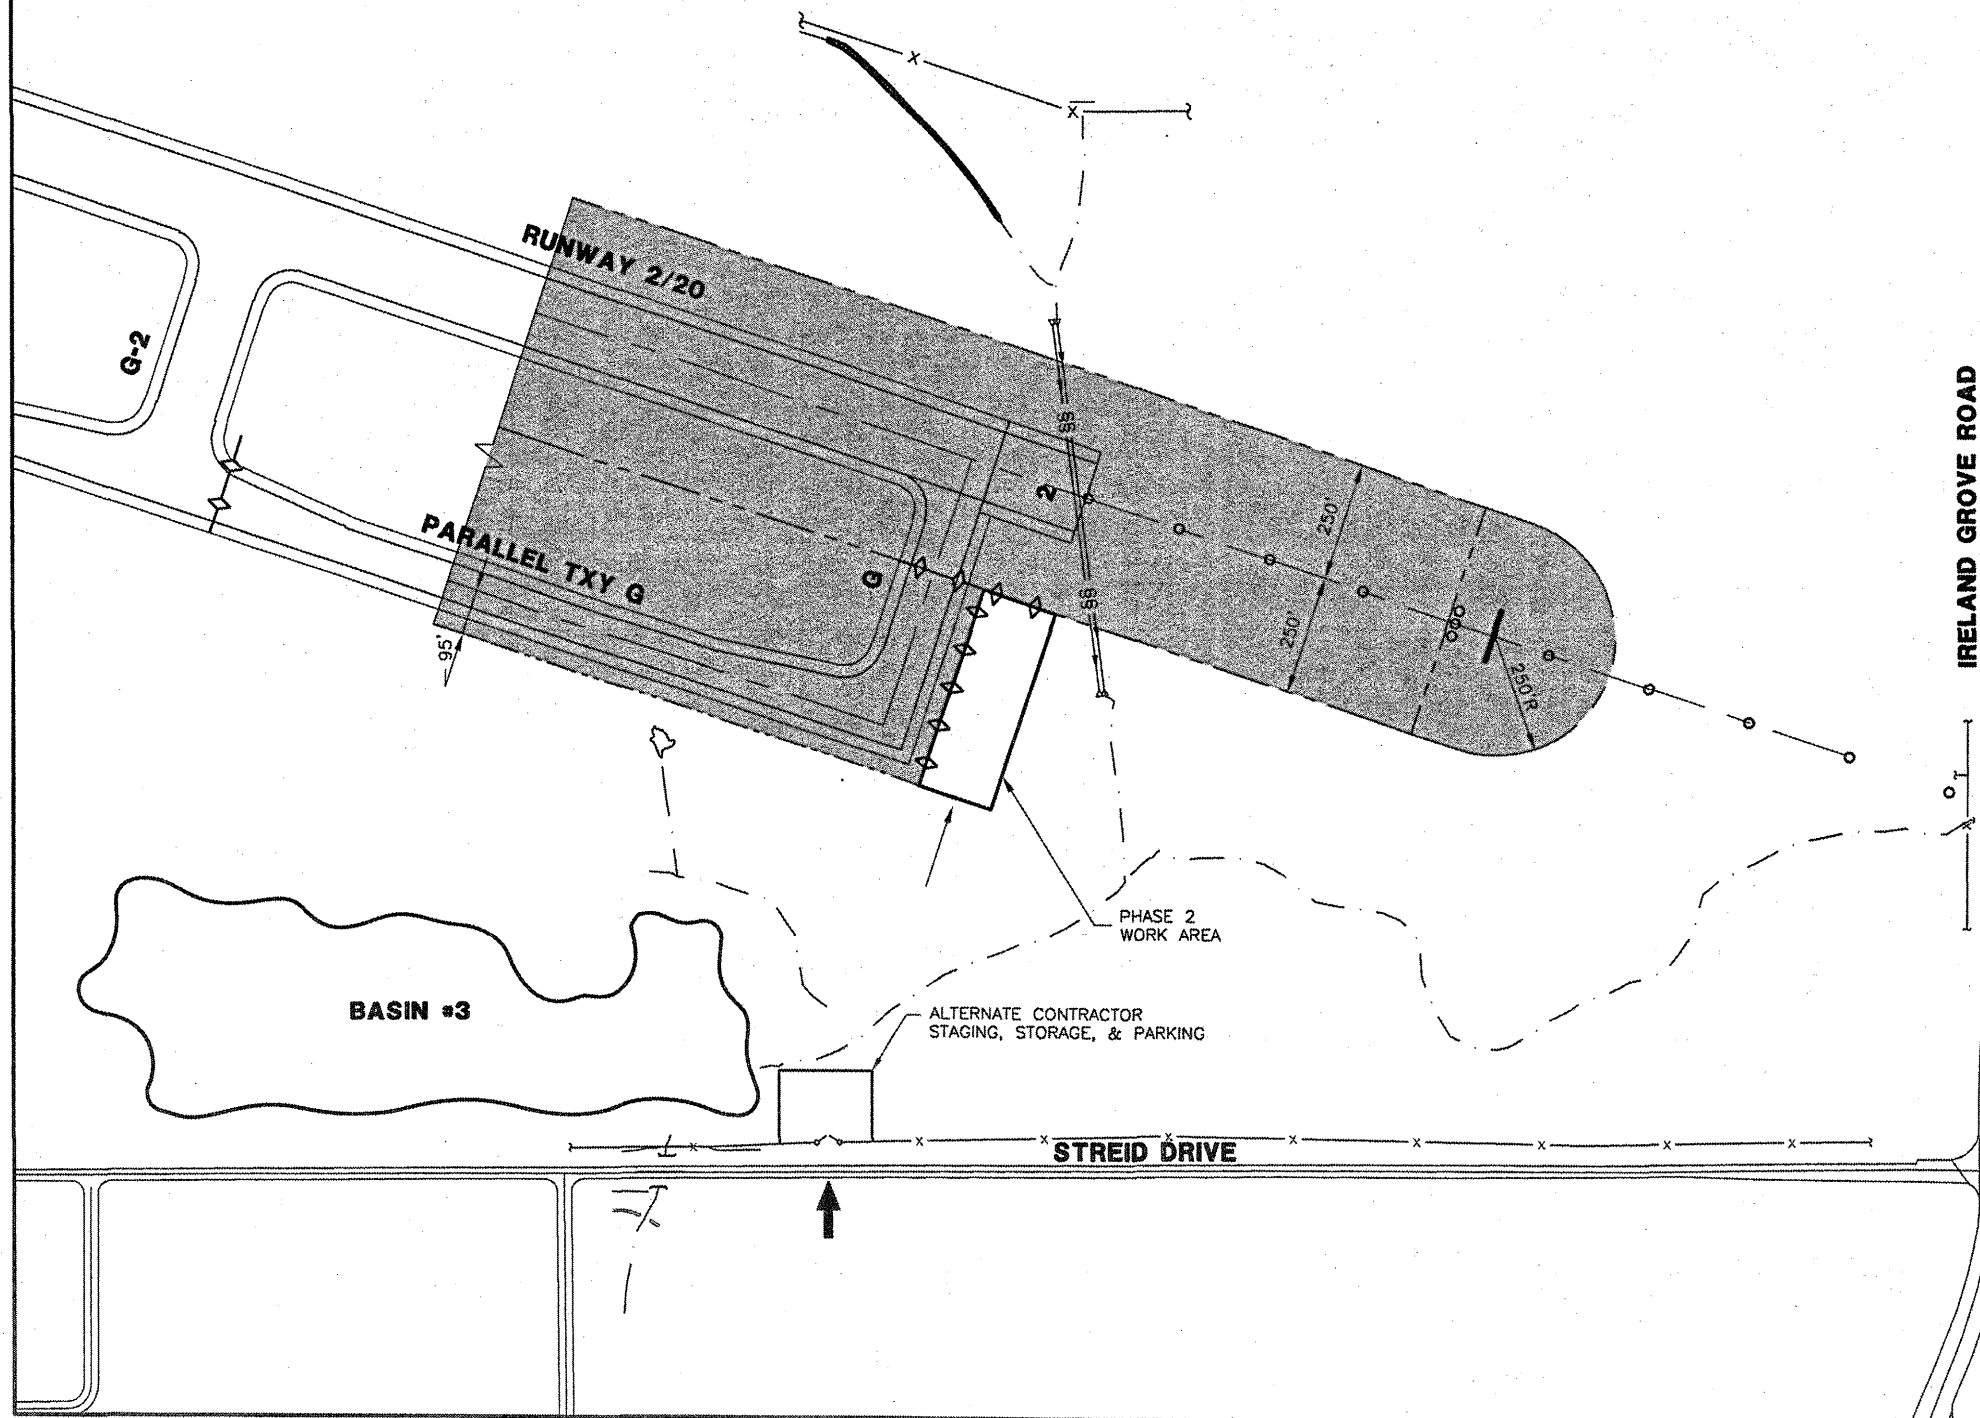 RUNWAY 2/20
G-2
IRELAND GROVE ROAD
SS
2
250'
PARALLEL TXY G
G
SS
250'
95'
250'R
PHASE 2
WORK AREA
BASIN #3
ALTERNATE CONTRACTOR
STAGING, STORAGE, & PARKING
STREID DRIVE